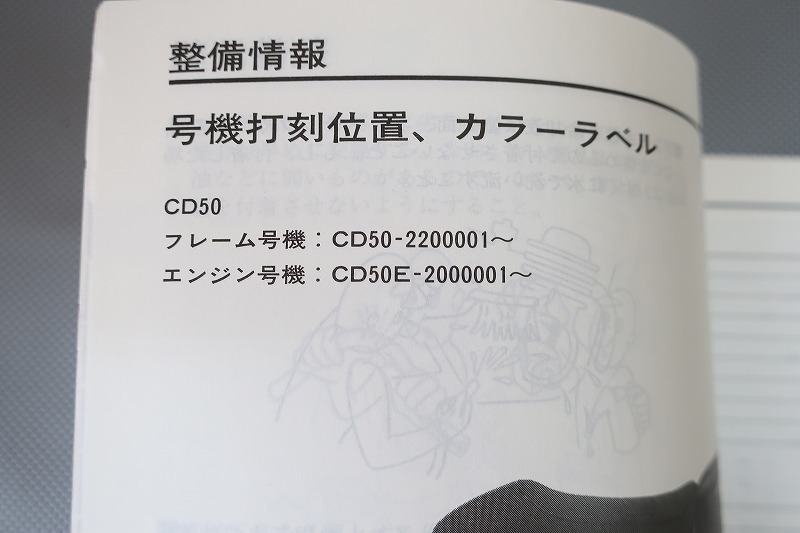 整備情報
号機打刻位置、カラーラベル
CD50
フレーム号機：CD50-2200001〜
エンジン号機：CD50E-2000001〜